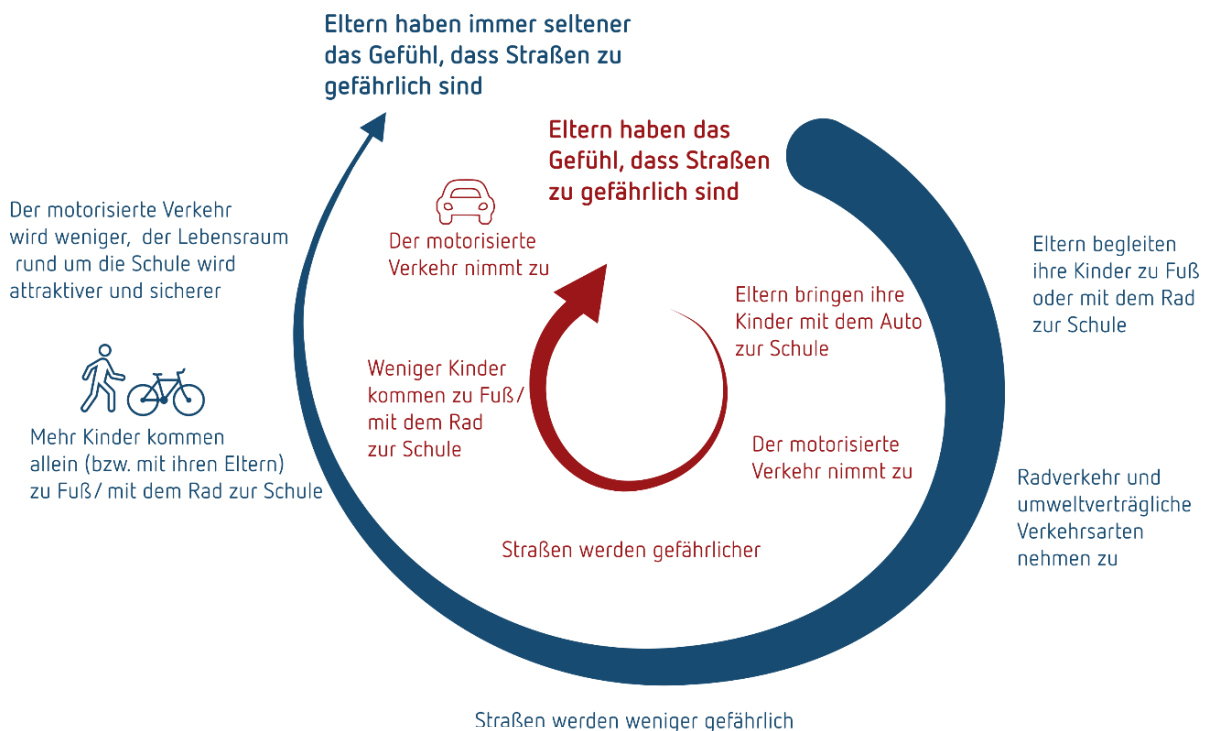 Eltern haben immer seltener
das Gefühl, dass Straßen zu
gefährlich sind
Eltern haben das
Gefühl, dass Straßen
zu gefährlich sind
Eltern bringen ihre
Kinder mit dem Auto
zur Schule
Der motorisierte
Verkehr nimmt zu
Straßen werden gefährlicher
Weniger Kinder
kommen zu Fuß/
mit dem Rad
zur Schule
Der motorisierte
Verkehr nimmt zu
Eltern begleiten
ihre Kinder zu Fuß
oder mit dem Rad
zur Schule
Radverkehr und
umweltverträgliche
Verkehrsarten
nehmen zu
Straßen werden weniger gefährlich
Mehr Kinder kommen
allein (bzw. mit ihren Eltern)
zu Fuß/ mit dem Rad zur Schule
Der motorisierte Verkehr
wird weniger, der Lebensraum
rund um die Schule wird
attraktiver und sicherer